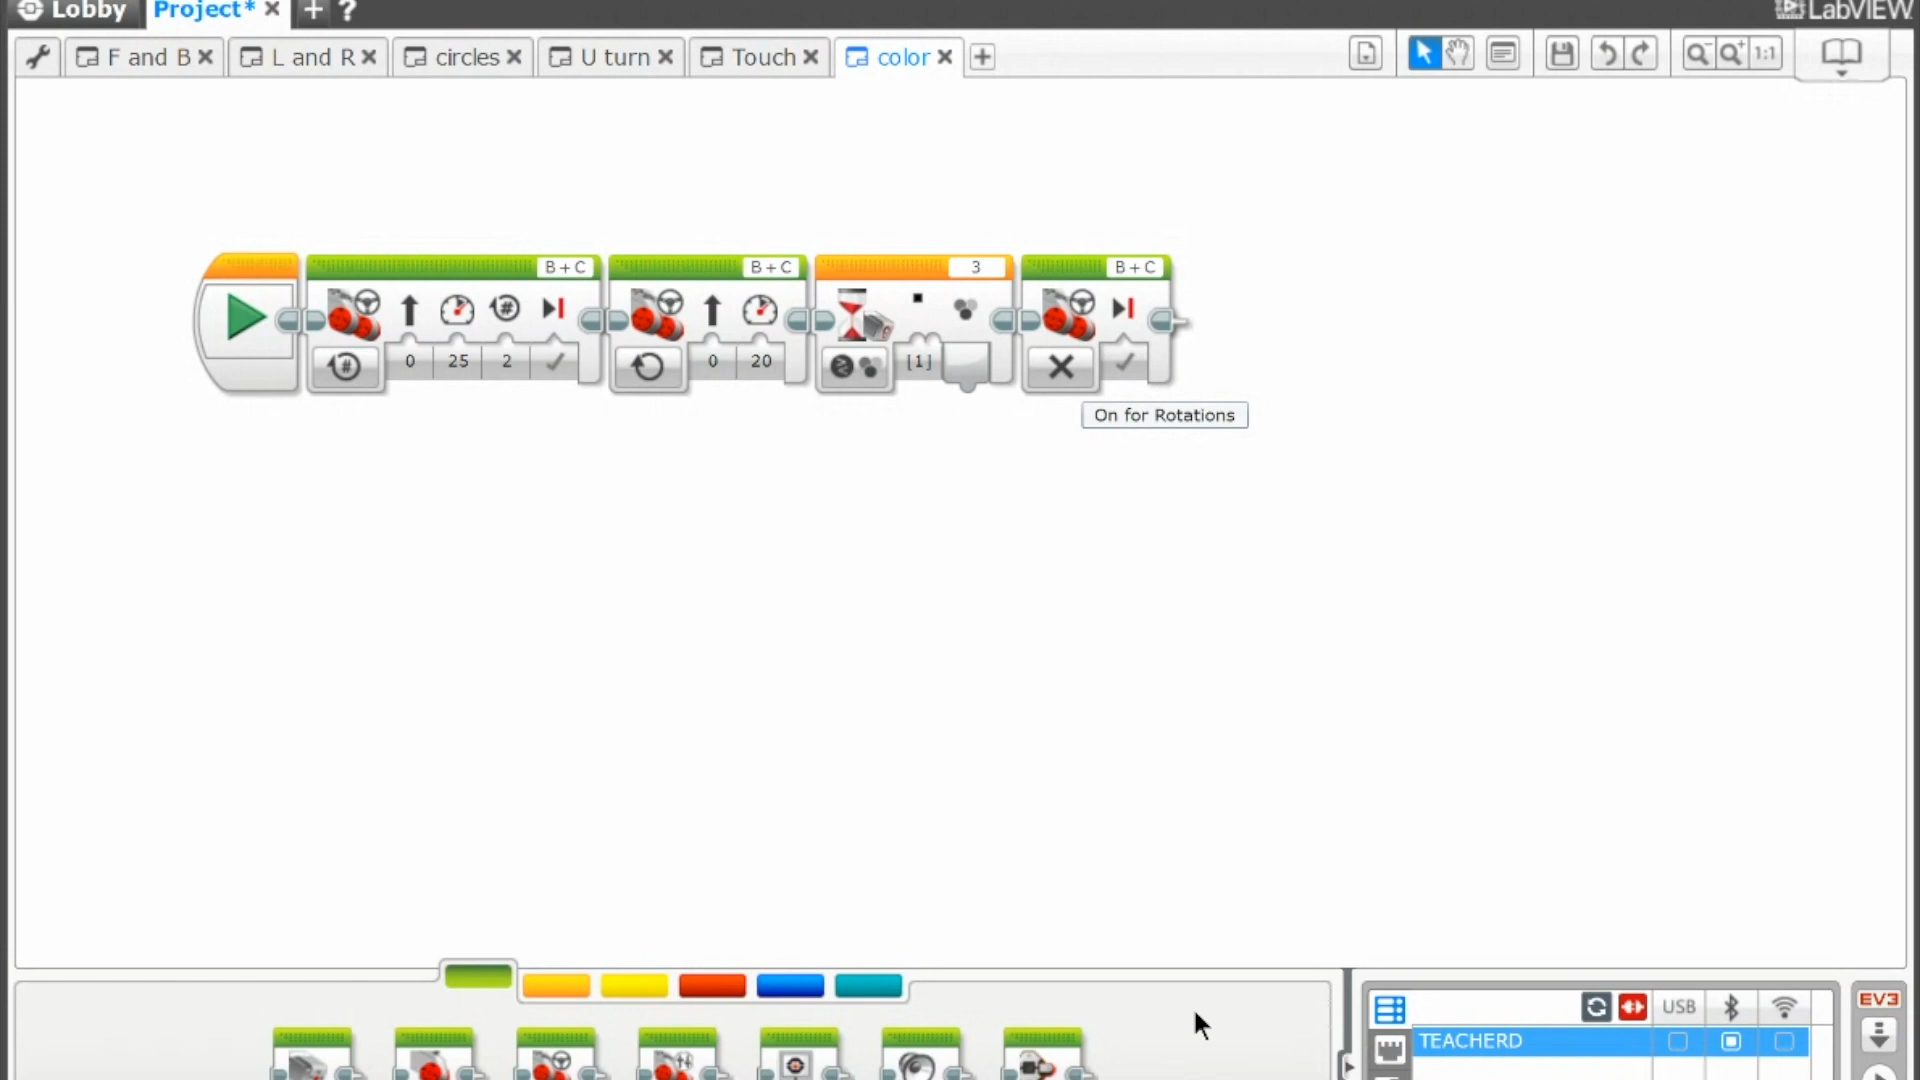 Lobby Project* × + ? LabVIEW
F and B L and R circles U turn Touch color 1:1
B + C B + C 3 B + C
#
# 0 25 2 0 20 [1]
On for Rotations
USB EV3
TEACHERD